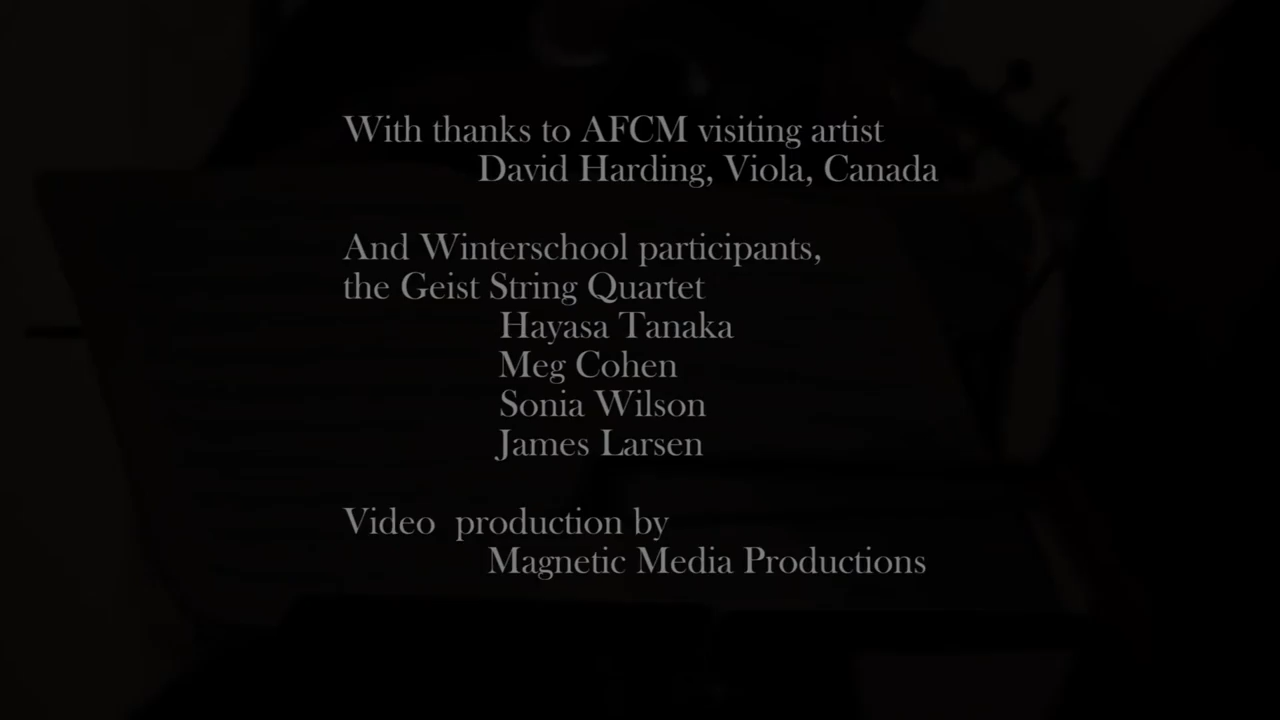 With thanks to AFCM visiting artist
David Harding, Viola, Canada
And Winterschool participants,
the Geist String Quartet
Hayasa Tanaka
Meg Cohen
Sonia Wilson
James Larsen
Video production by
Magnetic Media Productions